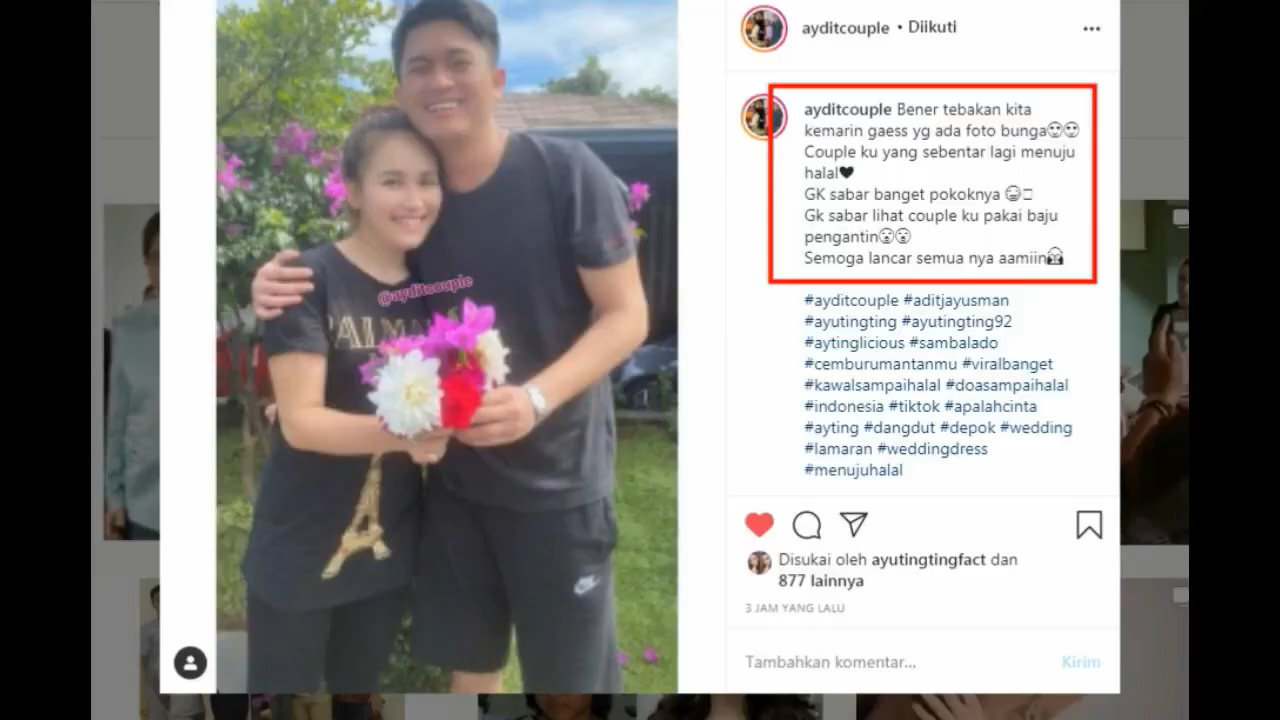 ayditcouple • Diikuti
ayditcouple Bener tebakan kita
kemarin gaess yg ada foto bunga🙄🙄
Couple ku yang sebentar lagi menuju
halal🖤
GK sabar banget pokoknya
Gk sabar lihat couple ku pakai baju
pengantin
Semoga lancar semua nya aamiin
#ayditcouple #aditjayusman
#ayutingting #ayutingting92
#aytinglicious #sambalado
#cemburumantanmu #viralbanget
#kawalsampaihalal #doasampaihalal
#indonesia #tiktok #apalahcinta
#ayting #dangdut #depok #wedding
#lamaran #weddingdress
#menujuhalal
Disukai oleh ayutingtingfact dan
877 lainnya
3 JAM YANG LALU
Tambahkan komentar... Kirim
@ayditcouple